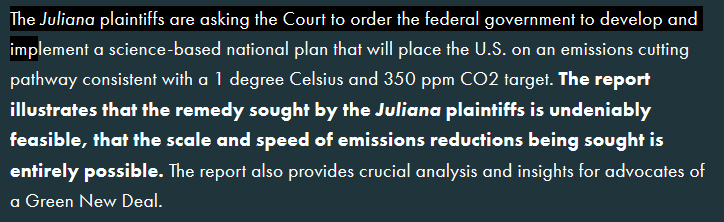 The Juliana plaintiffs are asking the Court to order the federal government to develop and
implement a science-based national plan that will place the U.S. on an emissions cutting
pathway consistent with a 1 degree Celsius and 350 ppm CO2 target. The report
illustrates that the remedy sought by the Juliana plaintiffs is undeniably
feasible, that the scale and speed of emissions reductions being sought is
entirely possible. The report also provides crucial analysis and insights for advocates of
a Green New Deal.